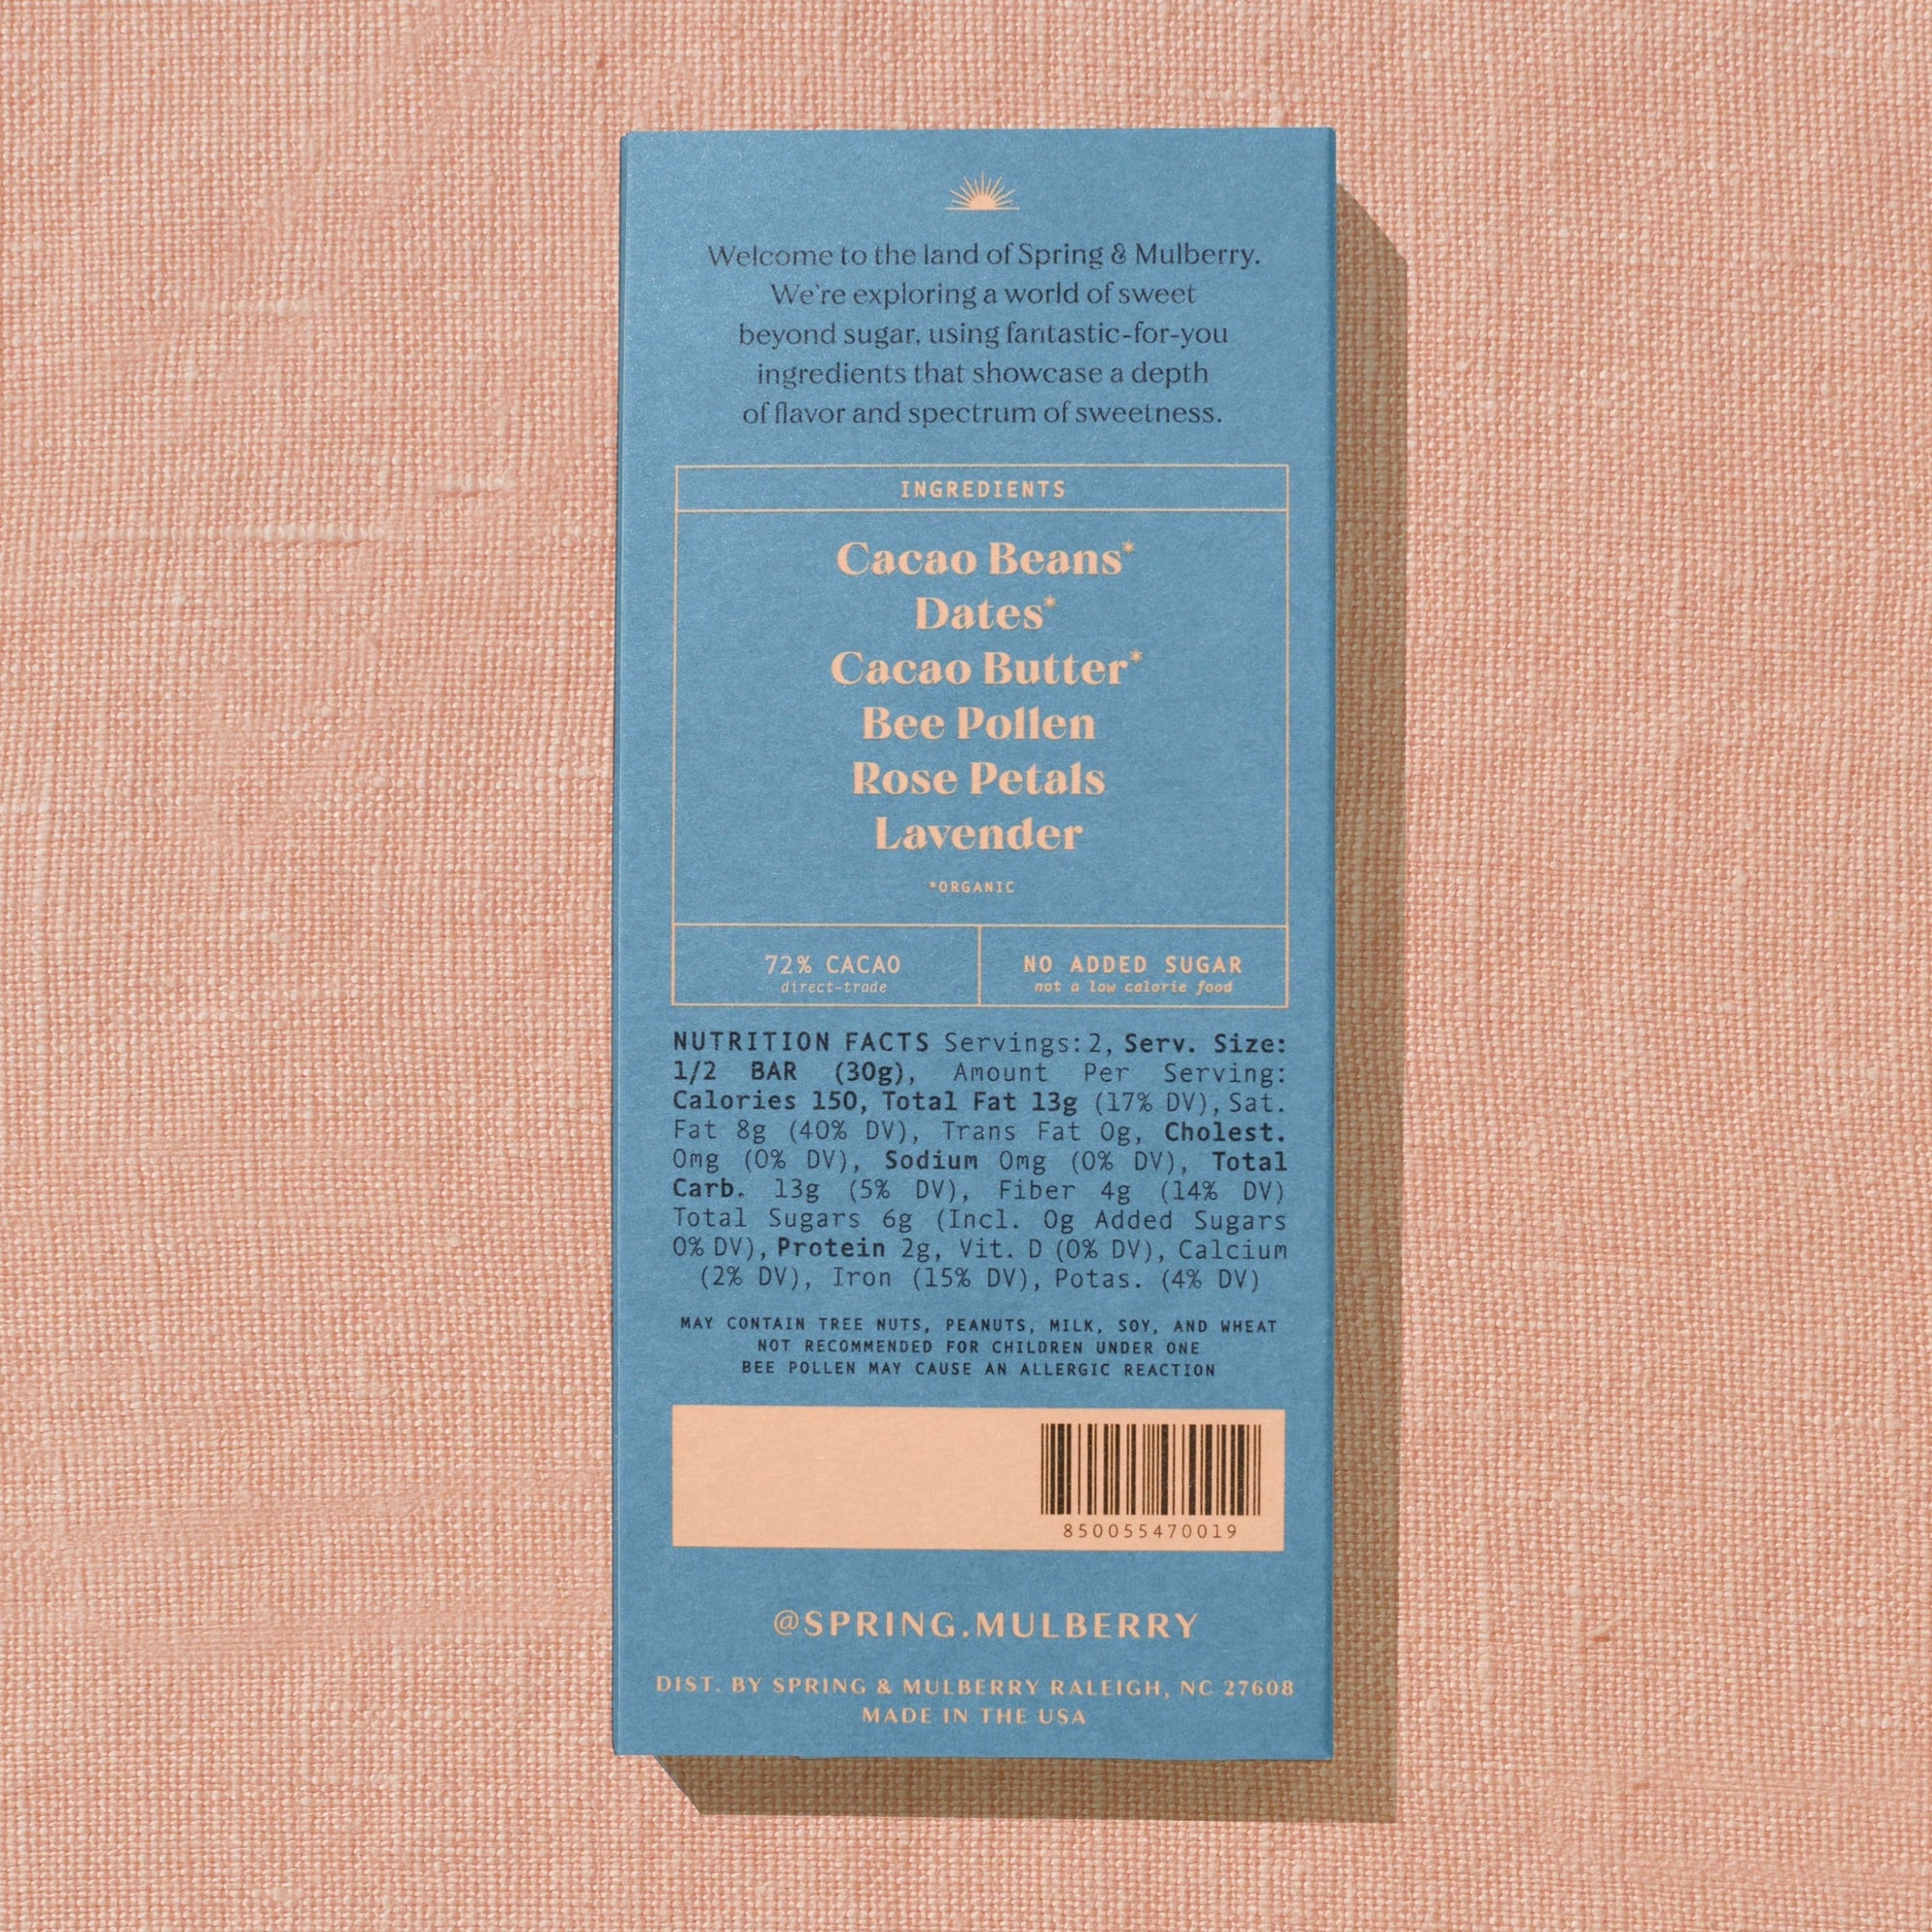 Welcome to the land of Spring & Mulberry.
We're exploring a world of sweet
beyond sugar, using fantastic-for-you
ingredients that showcase a depth
of flavor and spectrum of sweetness.
INGREDIENTS
Cacao Beans*
Dates*
Cacao Butter*
Bee Pollen
Rose Petals
Lavender
*ORGANIC
72% CACAO
direct-trade
NO ADDED SUGAR
not a low calorie food
NUTRITION FACTS Servings: 2, Serv. Size:
1/2 BAR (30g), Amount Per Serving:
Calories 150, Total Fat 13g (17% DV), Sat.
Fat 8g (40% DV), Trans Fat 0g, Cholest.
0mg (0% DV), Sodium 0mg (0% DV), Total
Carb. 13g (5% DV), Fiber 4g (14% DV)
Total Sugars 6g (Incl. 0g Added Sugars
0% DV), Protein 2g, Vit. D (0% DV), Calcium
(2% DV), Iron (15% DV), Potas. (4% DV)
MAY CONTAIN TREE NUTS, PEANUTS, MILK, SOY, AND WHEAT
NOT RECOMMENDED FOR CHILDREN UNDER ONE
BEE POLLEN MAY CAUSE AN ALLERGIC REACTION
850055470019
@SPRING.MULBERRY
DIST. BY SPRING & MULBERRY RALEIGH, NC 27608
MADE IN THE USA